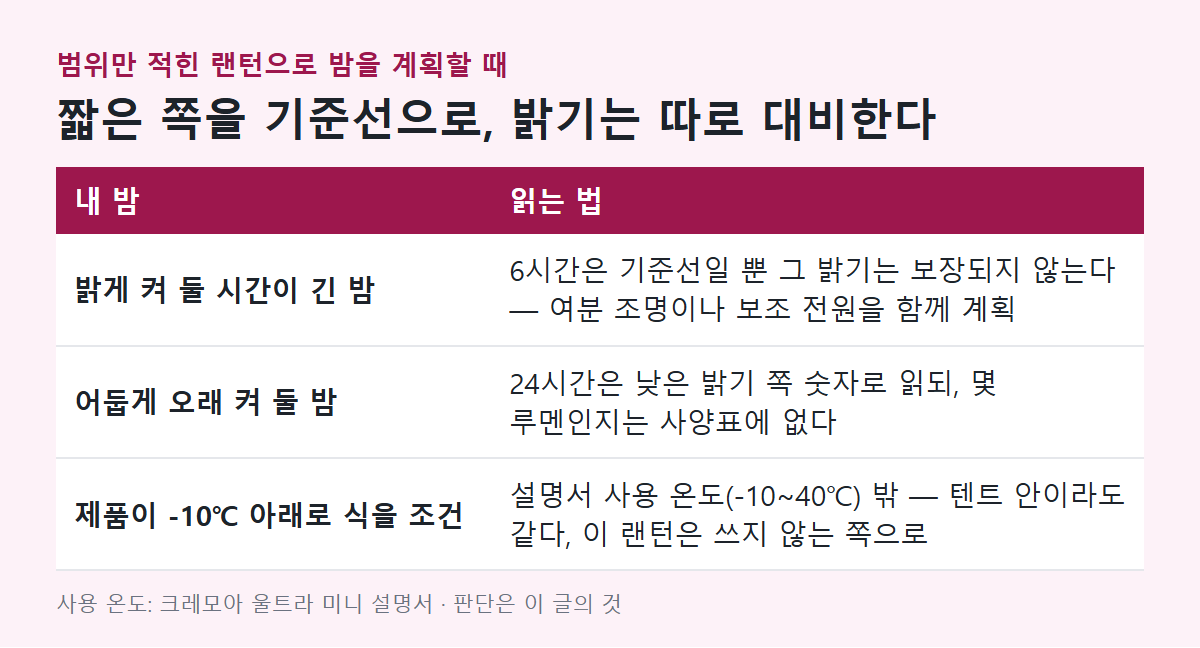 범위만 적힌 랜턴으로 밤을 계획할 때
짧은 쪽을 기준선으로, 밝기는 따로 대비한다
내 밤
읽는 법
밝게 켜 둘 시간이 긴 밤
6시간은 기준선일 뿐 그 밝기는 보장되지 않는다
— 여분 조명이나 보조 전원을 함께 계획
어둡게 오래 켜 둘 밤
24시간은 낮은 밝기 쪽 숫자로 읽되, 몇
루멘인지는 사양표에 없다
제품이 -10℃ 아래로 식을 조건
설명서 사용 온도(-10~40℃) 밖 — 텐트 안이라도
같다, 이 랜턴은 쓰지 않는 쪽으로
사용 온도: 크레모아 울트라 미니 설명서 · 판단은 이 글의 것